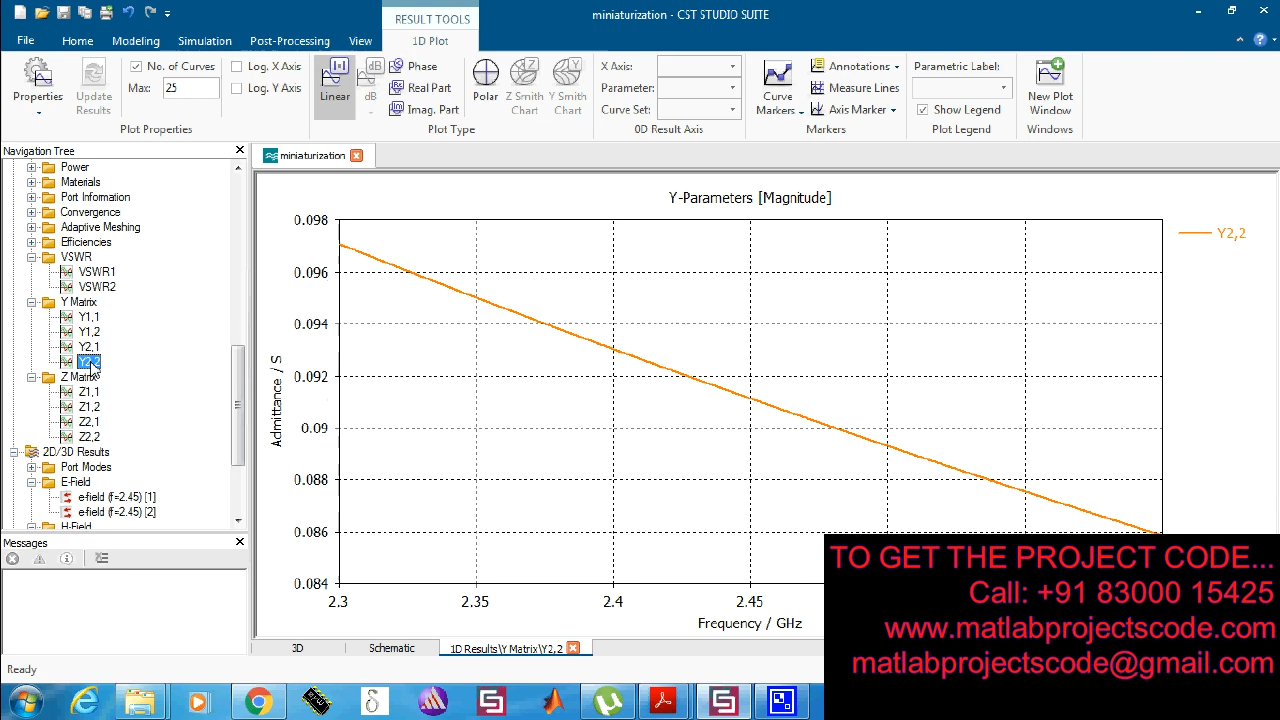 miniaturization - CST STUDIO SUITE
RESULT TOOLS
File Home Modeling Simulation Post-Processing View 1D Plot
Properties
Update Results
No. of Curves
Max: 25
Plot Properties
Log. X Axis
Log. Y Axis
Linear
dB
Phase
Real Part
Imag. Part
Polar
Z Smith Chart
Y Smith Chart
Plot Type
X Axis:
Parameter:
Curve Set:
0D Result Axis
Curve Markers
Annotations
Measure Lines
Axis Marker
Markers
Parametric Label:
Show Legend
Plot Legend
New Plot Window
Windows
Navigation Tree
miniaturization
Power
Materials
Port Information
Convergence
Adaptive Meshing
Efficiencies
VSWR
VSWR1
VSWR2
Y Matrix
Y1,1
Y1,2
Y2,1
Y2,2
Z Matrix
Z1,1
Z1,2
Z2,1
Z2,2
2D/3D Results
Port Modes
E-Field
e-field (f=2.45) [1]
e-field (f=2.45) [2]
H-Field
Messages
Y-Parameters [Magnitude]
Y2,2
0.098
0.096
0.094
0.092
0.09
0.088
0.086
0.084
Admittance / S
2.3 2.35 2.4 2.45
Frequency / GHz
3D Schematic 1D Results\Y Matrix\Y2,2
Ready
TO GET THE PROJECT CODE...
Call: +91 83000 15425
www.matlabprojectscode.com
matlabprojectscode@gmail.com